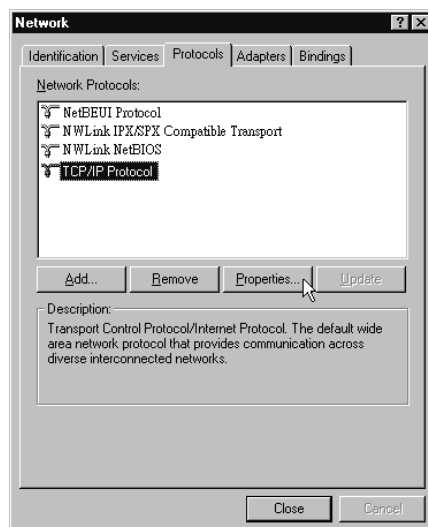 Network
Identification Services Protocols Adapters Bindings
Network Protocols:
NetBEUI Protocol
NWLink IPX/SPX Compatible Transport
NWLink NetBIOS
TCP/IP Protocol
Add... Remove Properties... Update
Description:
Transport Control Protocol/Internet Protocol. The default wide
area network protocol that provides communication across
diverse interconnected networks.
Close Cancel